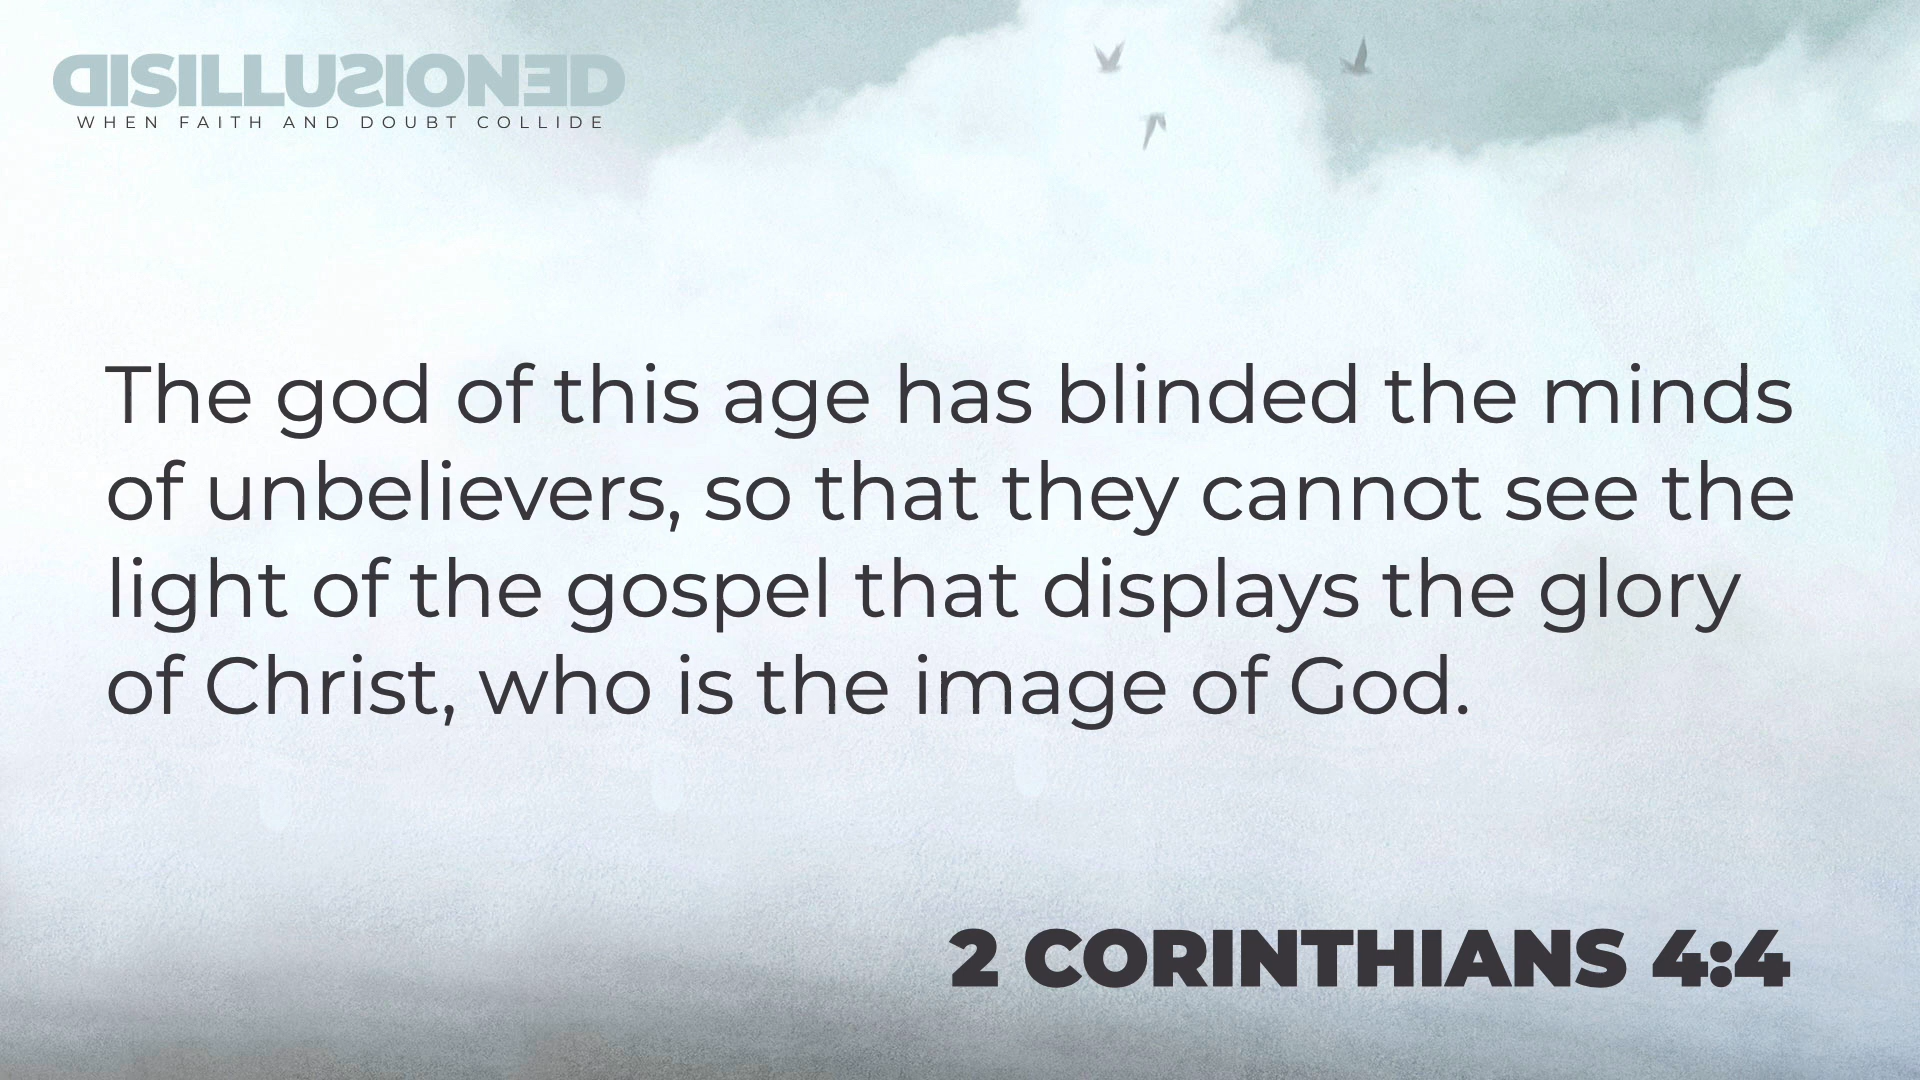 DISILLUSIONED
WHEN FAITH AND DOUBT COLLIDE
The god of this age has blinded the minds
of unbelievers, so that they cannot see the
light of the gospel that displays the glory
of Christ, who is the image of God.
2 CORINTHIANS 4:4